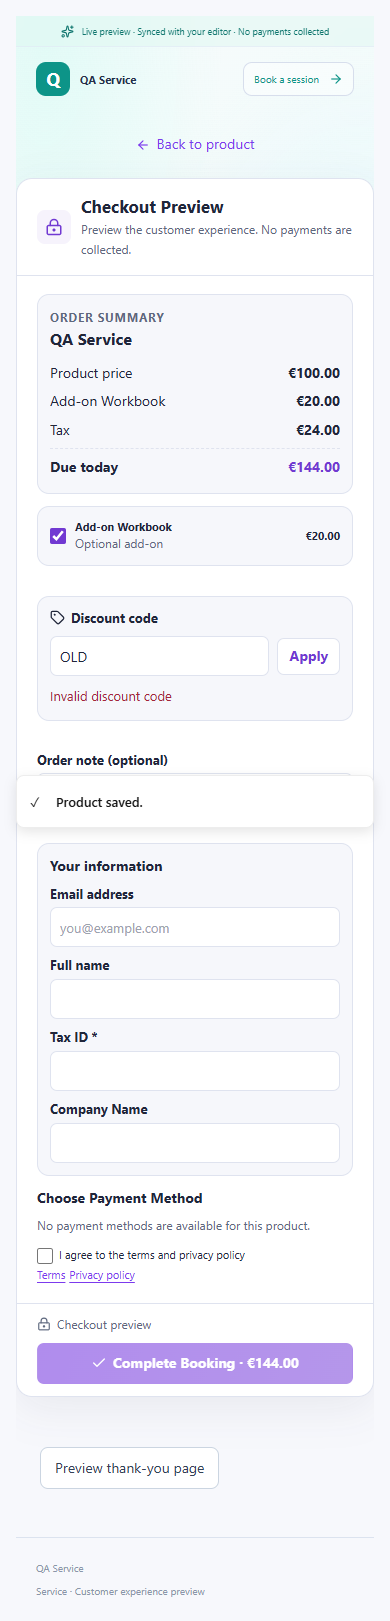 Live preview · Synced with your editor · No payments collected
Q
QA Service
Book a session
Back to product
Checkout Preview
Preview the customer experience. No payments are
collected.
ORDER SUMMARY
QA Service
Product price €100.00
Add-on Workbook €20.00
Tax €24.00
Due today €144.00
Add-on Workbook
Optional add-on
€20.00
Discount code
OLD
Apply
Invalid discount code
Order note (optional)
Product saved.
Your information
Email address
you@example.com
Full name
Tax ID *
Company Name
Choose Payment Method
No payment methods are available for this product.
I agree to the terms and privacy policy
Terms Privacy policy
Checkout preview
Complete Booking · €144.00
Preview thank-you page
QA Service
Service · Customer experience preview